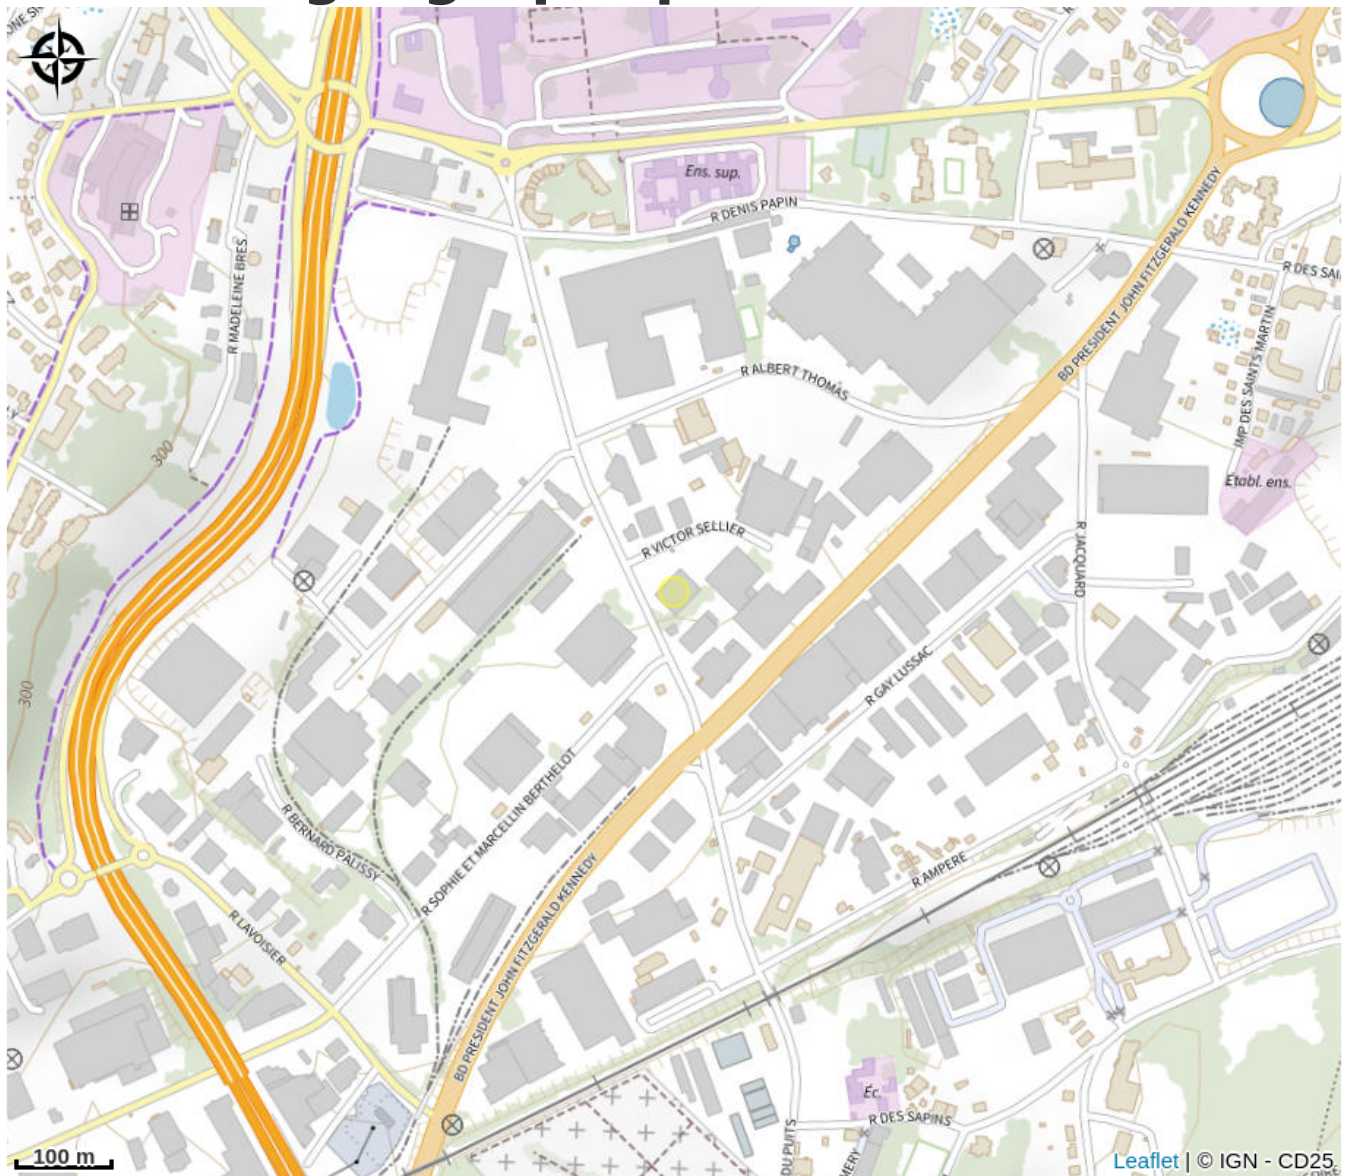 Ens. sup.
R DENIS PAPIN
R MADELEINE BRES
BD PRESIDENT JOHN FITZGERALD KENNEDY
R DES SAI
R ALBERT THOMAS
IMP DES SAINTS MARTIN
300
Établ. ens.
R VICTOR SELLIER
R JACQUARD
R GAY LUSSAC
300
R SOPHIE ET MARCELLIN BERTHELOT
R BERNARD PALISSY
R AMPERE
BD PRESIDENT JOHN FITZGERALD KENNEDY
R LAVOISIER
Éc.
R DES SAPINS
DU PUITS
100 m
Leaflet | © IGN - CD25